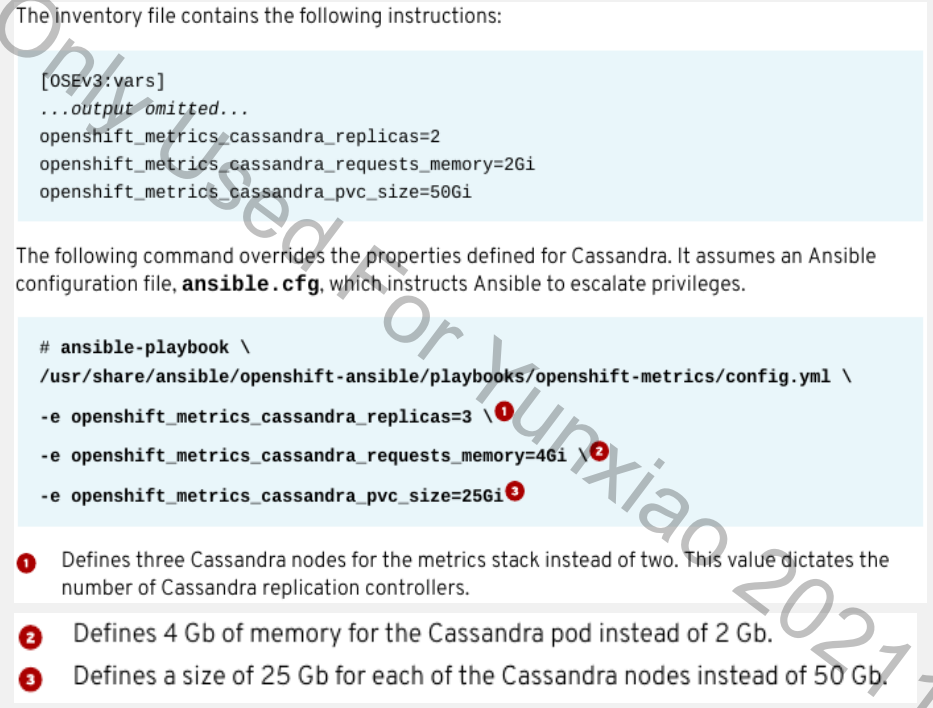 The inventory file contains the following instructions:
[OSEv3:vars]
...output omitted...
openshift_metrics_cassandra_replicas=2
openshift_metrics_cassandra_requests_memory=2Gi
openshift_metrics_cassandra_pvc_size=50Gi
The following command overrides the properties defined for Cassandra. It assumes an Ansible
configuration file, ansible.cfg, which instructs Ansible to escalate privileges.
# ansible-playbook \
/usr/share/ansible/openshift-ansible/playbooks/openshift-metrics/config.yml \
-e openshift_metrics_cassandra_replicas=3 \ 1
-e openshift_metrics_cassandra_requests_memory=4Gi \ 2
-e openshift_metrics_cassandra_pvc_size=25Gi 3
1 Defines three Cassandra nodes for the metrics stack instead of two. This value dictates the
number of Cassandra replication controllers.
2 Defines 4 Gb of memory for the Cassandra pod instead of 2 Gb.
3 Defines a size of 25 Gb for each of the Cassandra nodes instead of 50 Gb.
Only Used For Yunxiao 2021